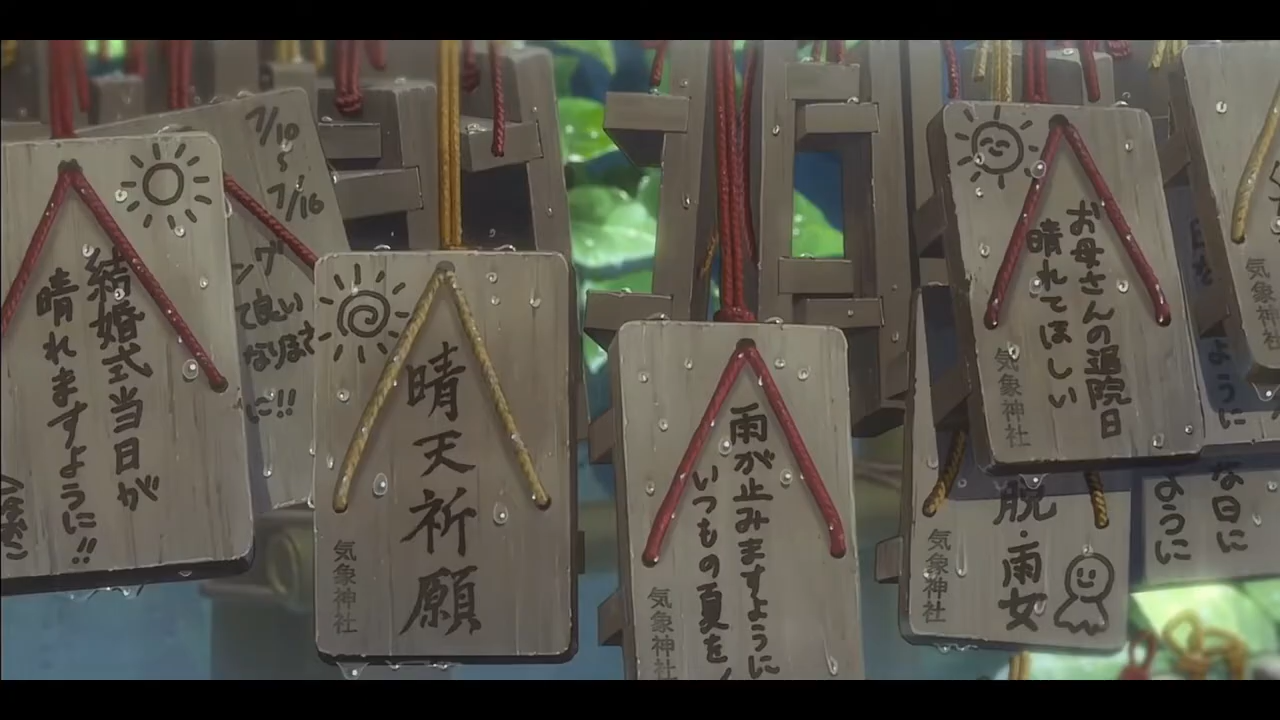 結婚式当日が
晴れますように!!
7/10
〜
7/16
て良い
に!!
晴天祈願
気象神社
雨が止みますように
いつもの夏を
気象神社
お母さんの退院日
晴れてほしい
気象神社
脱・雨女
気象神社
な日に
ように
気象神社